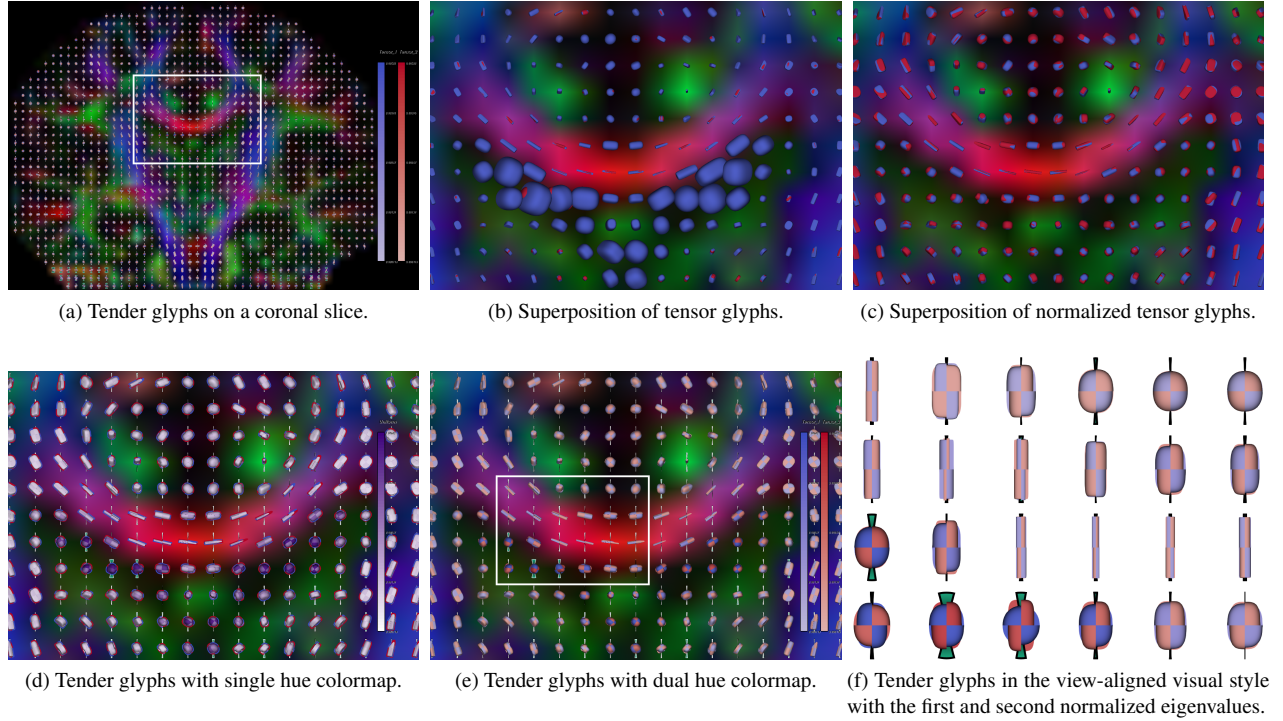 Tensor_1 Tensor_2
(a) Tender glyphs on a coronal slice.
(b) Superposition of tensor glyphs.
(c) Superposition of normalized tensor glyphs.
(d) Tender glyphs with single hue colormap.
(e) Tender glyphs with dual hue colormap.
(f) Tender glyphs in the view-aligned visual style
with the first and second normalized eigenvalues.